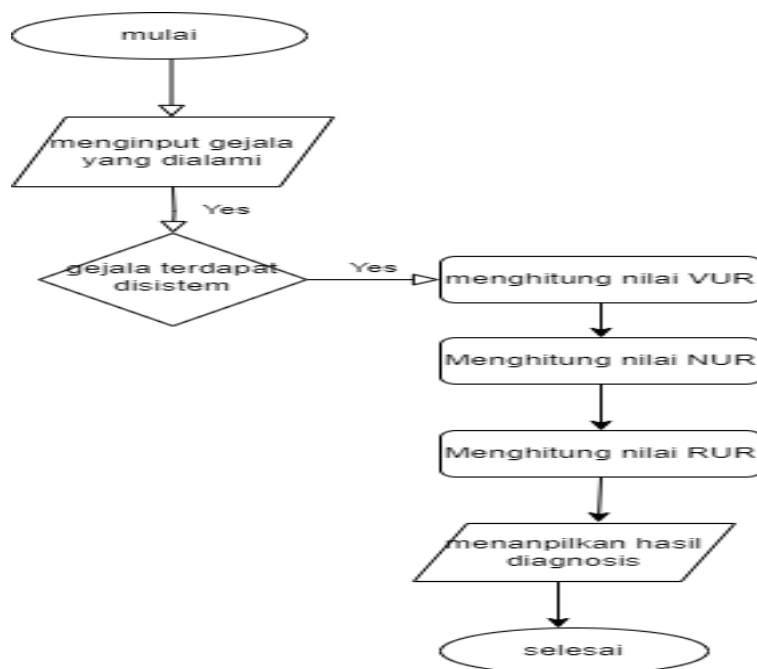 mulai
menginput gejala
yang dialami
Yes
gejala terdapat
disistem
Yes
menghitung nilai VUR
Menghitung nilai NUR
Menghitung nilai RUR
menanpilkan hasil
diagnosis
selesai